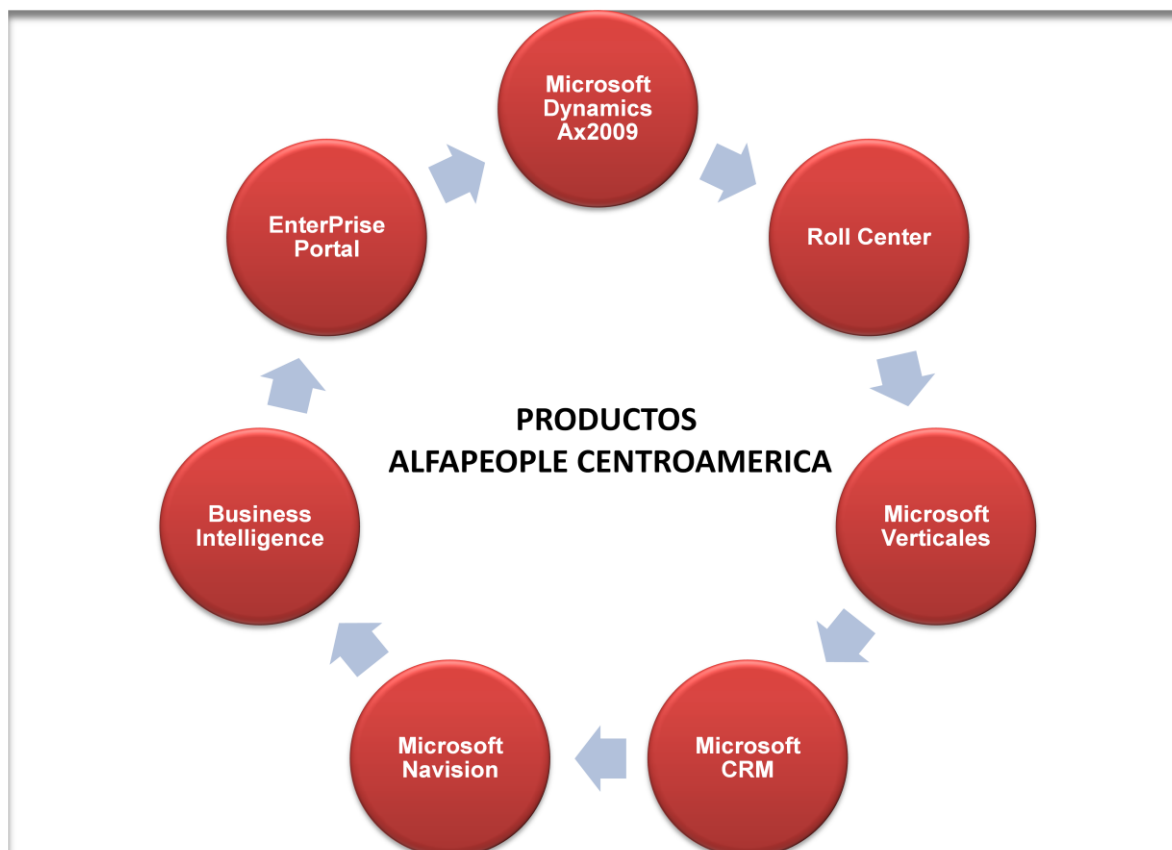 Microsoft
Dynamics
Ax2009
Roll Center
Microsoft
Verticales
Microsoft
CRM
Microsoft
Navision
Business
Intelligence
EnterPrise
Portal
PRODUCTOS
ALFAPEOPLE CENTROAMERICA